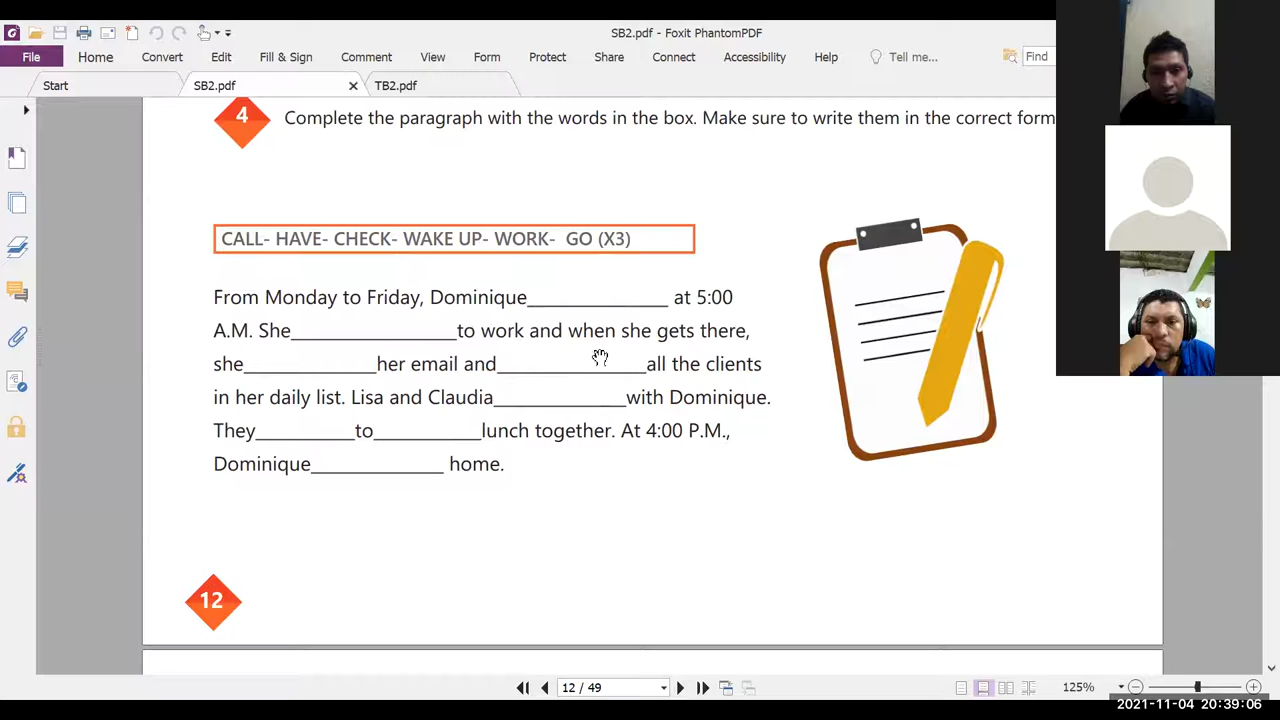 SB2.pdf - Foxit PhantomPDF
File Home Convert Edit Fill & Sign Comment View Form Protect Share Connect Accessibility Help Tell me... Find
Start SB2.pdf TB2.pdf
4 Complete the paragraph with the words in the box. Make sure to write them in the correct form
CALL- HAVE- CHECK- WAKE UP- WORK- GO (X3)
From Monday to Friday, Dominique_______________ at 5:00
A.M. She__________________to work and when she gets there,
she______________her email and________________all the clients
in her daily list. Lisa and Claudia______________with Dominique.
They___________to____________lunch together. At 4:00 P.M.,
Dominique______________ home.
12
12 / 49 125%
2021-11-04 20:39:06